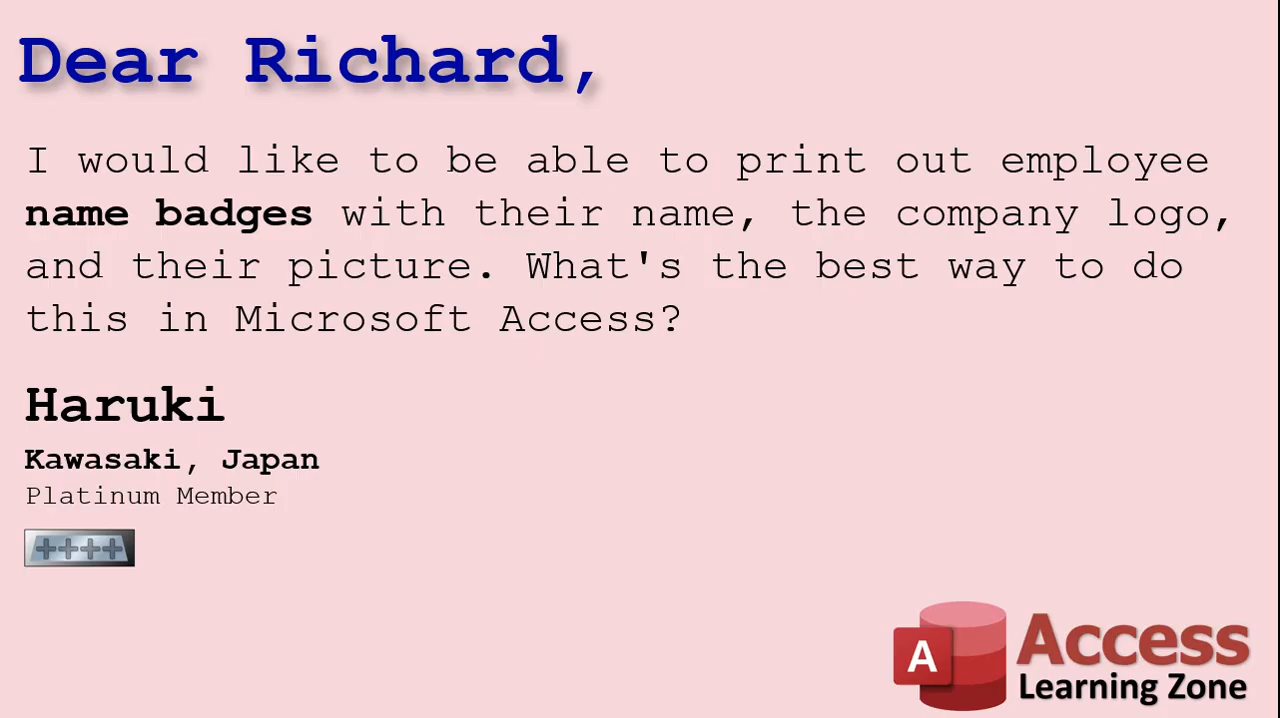 Dear Richard,
I would like to be able to print out employee
name badges with their name, the company logo,
and their picture. What's the best way to do
this in Microsoft Access?
Haruki
Kawasaki, Japan
Platinum Member
++++
A
Access
Learning Zone